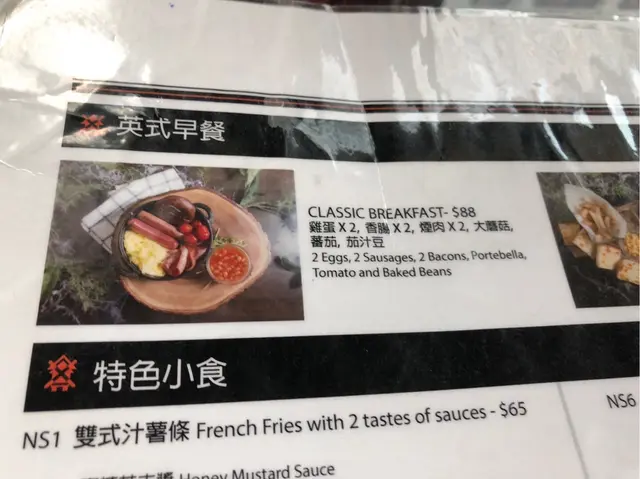 英式早餐
CLASSIC BREAKFAST- $88
雞蛋 X 2, 香腸 X 2, 煙肉 X 2, 大蘑菇,
蕃茄, 茄汁豆
2 Eggs, 2 Sausages, 2 Bacons, Portebella,
Tomato and Baked Beans
特色小食
NS1 雙式汁薯條 French Fries with 2 tastes of sauces - $65
NS6
Honey Mustard Sauce